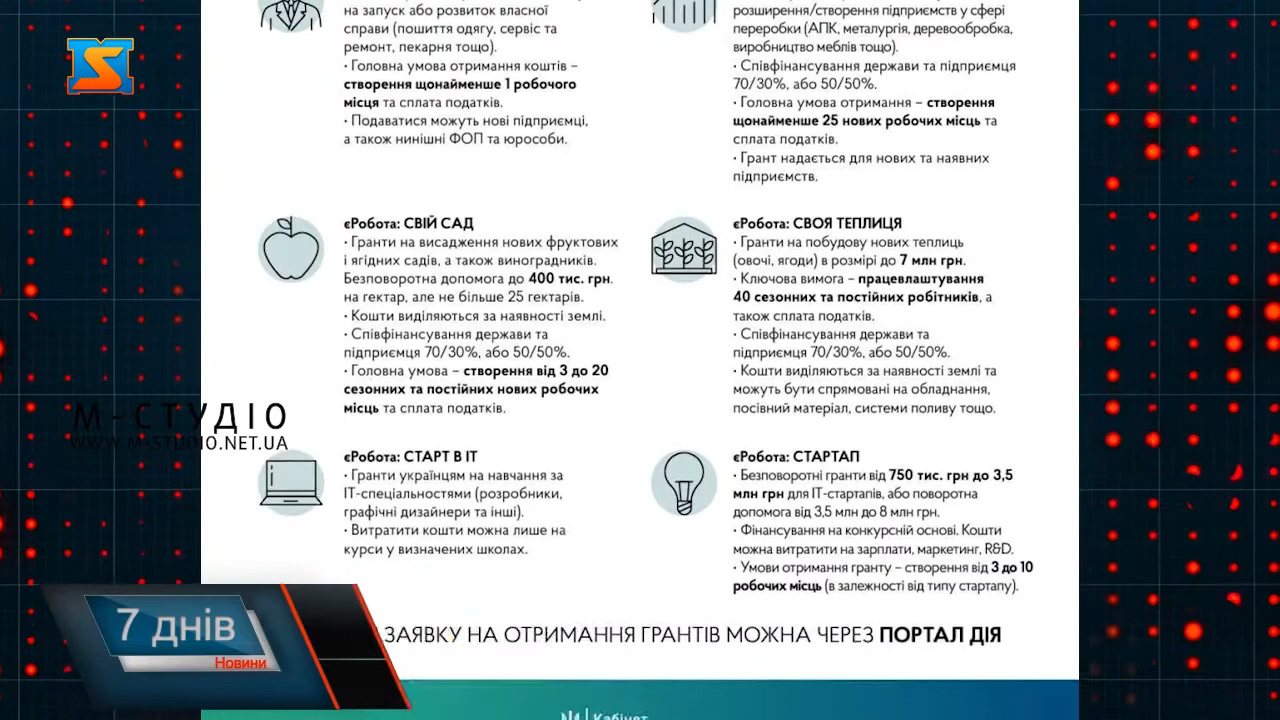 на запуск або розвиток власної
справи (пошиття одягу, сервіс та
ремонт, пекарня тощо).
· Головна умова отримання коштів –
створення щонайменше 1 робочого
місця та сплата податків.
· Подаватися можуть нові підприємці,
а також нинішні ФОП та юрособи.
розширення/створення підприємств у сфері
переробки (АПК, металургія, деревообробка,
виробництво меблів тощо).
· Співфінансування держави та підприємця
70/30%, або 50/50%.
· Головна умова отримання – створення
щонайменше 25 нових робочих місць та
сплата податків.
· Грант надається для нових та наявних
підприємств.
єРобота: СВІЙ САД
· Гранти на висадження нових фруктових
і ягідних садів, а також виноградників.
Безповоротна допомога до 400 тис. грн.
на гектар, але не більше 25 гектарів.
· Кошти виділяються за наявності землі.
· Співфінансування держави та
підприємця 70/30%, або 50/50%.
· Головна умова – створення від 3 до 20
сезонних та постійних нових робочих
місць та сплата податків.
єРобота: СВОЯ ТЕПЛИЦЯ
· Гранти на побудову нових теплиць
(овочі, ягоди) в розмірі до 7 млн грн.
· Ключова вимога – працевлаштування
40 сезонних та постійних робітників, а
також сплата податків.
· Співфінансування держави та
підприємця 70/30%, або 50/50%.
· Кошти виділяються за наявності землі та
можуть бути спрямовані на обладнання,
посівний матеріал, системи поливу тощо.
М-СТУДІО
WWW.M-STUDIO.NET.UA
єРобота: СТАРТ В ІТ
· Гранти українцям на навчання за
ІТ-спеціальностями (розробники,
графічні дизайнери та інші).
· Витратити кошти можна лише на
курси у визначених школах.
єРобота: СТАРТАП
· Безповоротні гранти від 750 тис. грн до 3,5
млн грн для ІТ-стартапів, або поворотна
допомога від 3,5 млн до 8 млн грн.
· Фінансування на конкурсній основі. Кошти
можна витратити на зарплати, маркетинг, R&D.
· Умови отримання гранту – створення від 3 до 10
робочих місць (в залежності від типу стартапу).
ЗАЯВКУ НА ОТРИМАННЯ ГРАНТІВ МОЖНА ЧЕРЕЗ ПОРТАЛ ДІЯ
7 днів
Новини
Кабінет